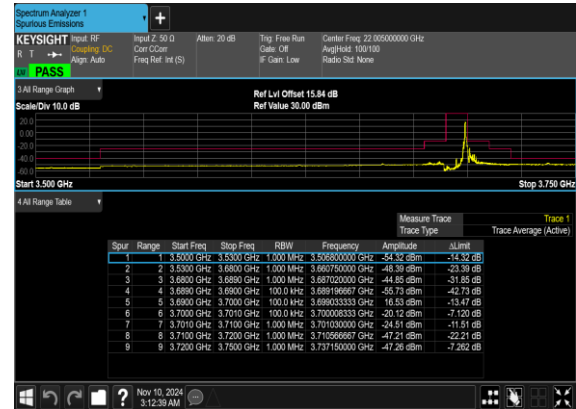 Spectrum Analyzer 1
Spurious Emissions
KEYSIGHT Input: RF Input Z: 50 Ω Atten: 20 dB Trig: Free Run Center Freq: 22.005000000 GHz
R T Coupling: DC Corr CCorr Gate: Off Avg|Hold: 100/100
Align: Auto Freq Ref: Int (S) IF Gain: Low Radio Std: None
PASS
3 All Range Graph Ref Lvl Offset 15.84 dB
Scale/Div 10.0 dB Ref Value 30.00 dBm
20.0
0.00
-20.0
-40.0
-60.0
Start 3.500 GHz Stop 3.750 GHz
4 All Range Table
Measure Trace Trace 1
Trace Type Trace Average (Active)
Spur Range Start Freq Stop Freq RBW Frequency Amplitude ΔLimit
1 1 3.5000 GHz 3.5300 GHz 1.000 MHz 3.506800000 GHz -54.32 dBm -14.32 dB
2 2 3.5300 GHz 3.6800 GHz 1.000 MHz 3.660750000 GHz -48.39 dBm -23.39 dB
3 3 3.6800 GHz 3.6890 GHz 1.000 MHz 3.687020000 GHz -44.85 dBm -31.85 dB
4 4 3.6890 GHz 3.6900 GHz 100.0 kHz 3.689196667 GHz -55.73 dBm -42.73 dB
5 5 3.6900 GHz 3.7000 GHz 100.0 kHz 3.699033333 GHz 16.53 dBm -13.47 dB
6 6 3.7000 GHz 3.7010 GHz 100.0 kHz 3.700008333 GHz -20.12 dBm -7.120 dB
7 7 3.7010 GHz 3.7100 GHz 1.000 MHz 3.701030000 GHz -24.51 dBm -11.51 dB
8 8 3.7100 GHz 3.7200 GHz 1.000 MHz 3.710566667 GHz -47.21 dBm -22.21 dB
9 9 3.7200 GHz 3.7500 GHz 1.000 MHz 3.737150000 GHz -47.26 dBm -7.262 dB
? Nov 10, 2024
3:12:39 AM